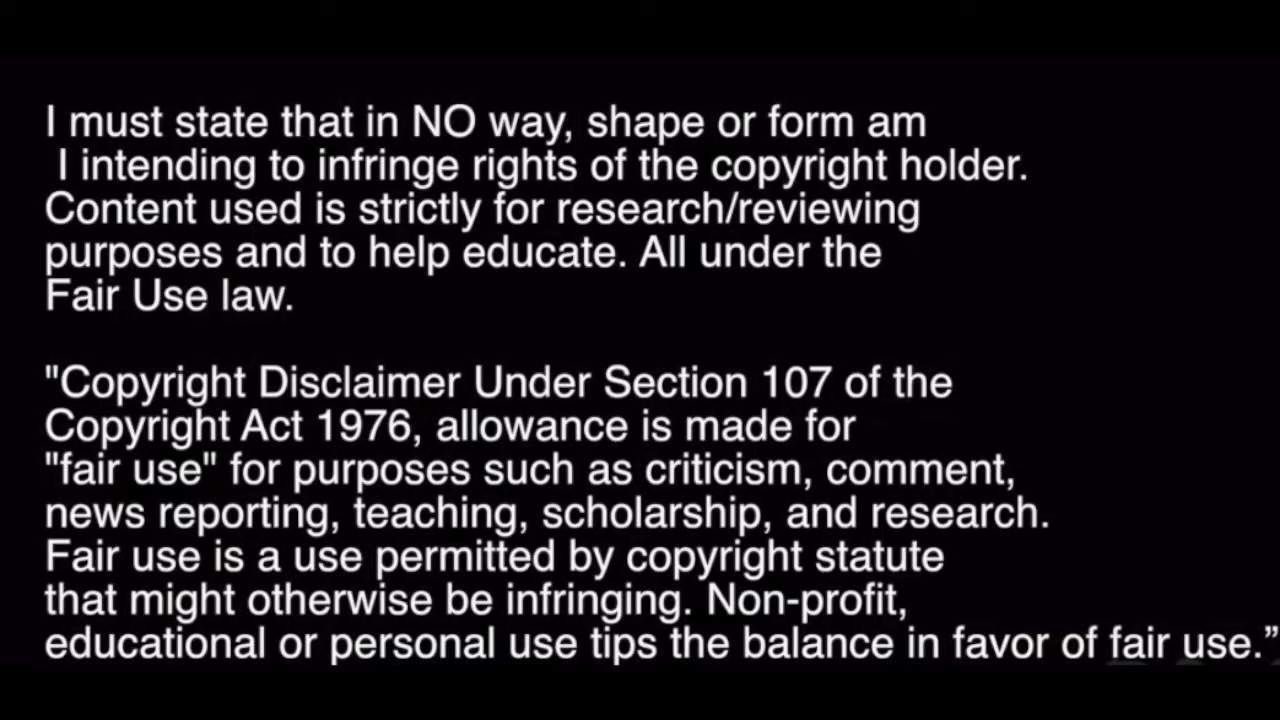 I must state that in NO way, shape or form am
I intending to infringe rights of the copyright holder.
Content used is strictly for research/reviewing
purposes and to help educate. All under the
Fair Use law.
"Copyright Disclaimer Under Section 107 of the
Copyright Act 1976, allowance is made for
"fair use" for purposes such as criticism, comment,
news reporting, teaching, scholarship, and research.
Fair use is a use permitted by copyright statute
that might otherwise be infringing. Non-profit,
educational or personal use tips the balance in favor of fair use.”